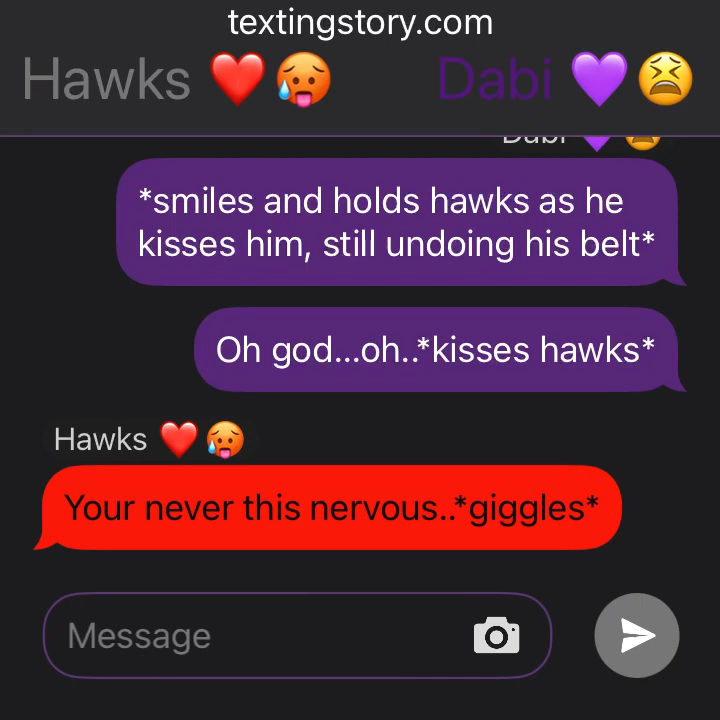 textingstory.com
Hawks ❤️ 🥵 Dabi 💜 😫
Dabi 💜 😫
*smiles and holds hawks as he
kisses him, still undoing his belt*
Oh god...oh..*kisses hawks*
Hawks ❤️ 🥵
Your never this nervous..*giggles*
Message